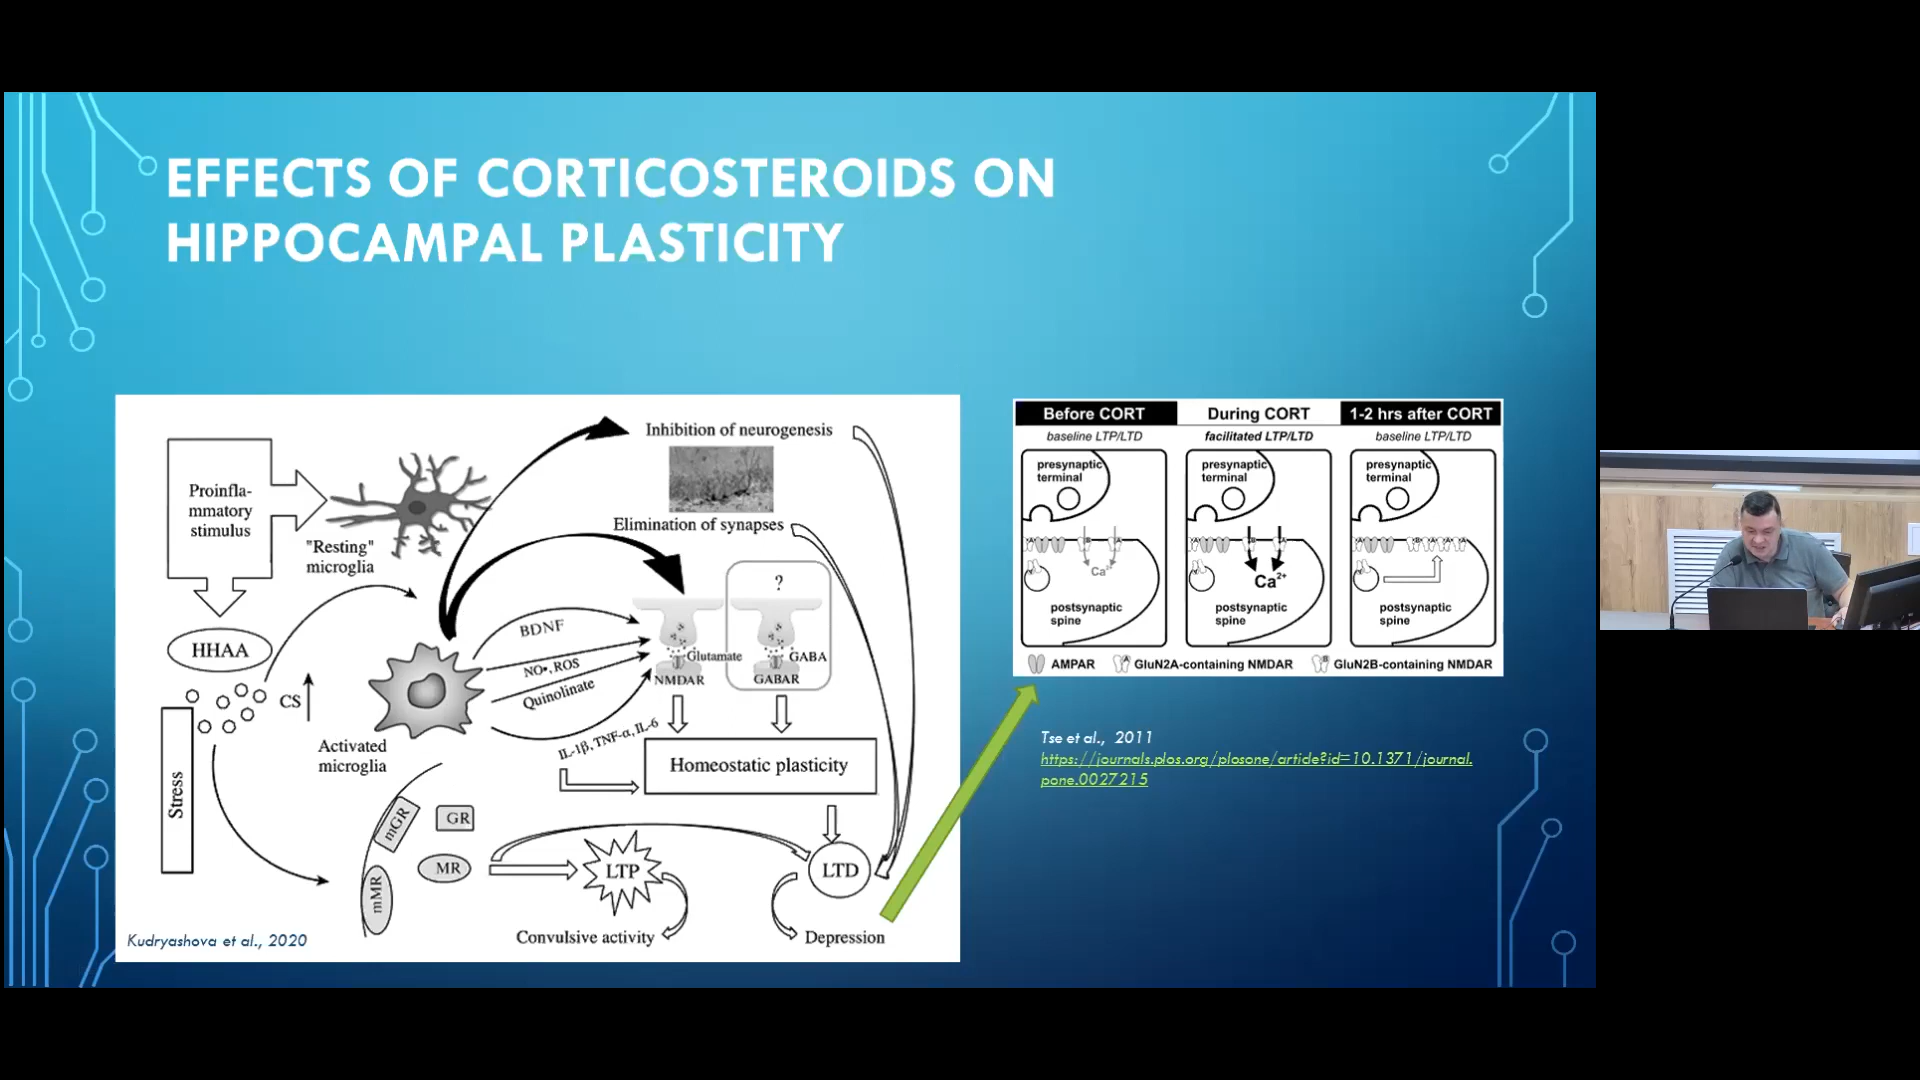 EFFECTS OF CORTICOSTEROIDS ON
HIPPOCAMPAL PLASTICITY
Proinfla-
mmatory
stimulus
"Resting"
microglia
HHAA
CS
Stress
Activated
microglia
mGR
GR
MR
mMR
Inhibition of neurogenesis
Elimination of synapses
?
BDNF
NO•, ROS
Quinolinate
IL-1β, TNF-α, IL-6
Glutamate
NMDAR
GABA
GABAR
Homeostatic plasticity
LTP
LTD
Convulsive activity
Depression
Kudryashova et al., 2020
Before CORT
During CORT
1-2 hrs after CORT
baseline LTP/LTD
facilitated LTP/LTD
baseline LTP/LTD
presynaptic
terminal
presynaptic
terminal
presynaptic
terminal
Ca²⁺
Ca²⁺
postsynaptic
spine
postsynaptic
spine
postsynaptic
spine
AMPAR
A
GluN2A-containing NMDAR
B
GluN2B-containing NMDAR
Tse et al., 2011
https://journals.plos.org/plosone/article?id=10.1371/journal.
pone.0027215